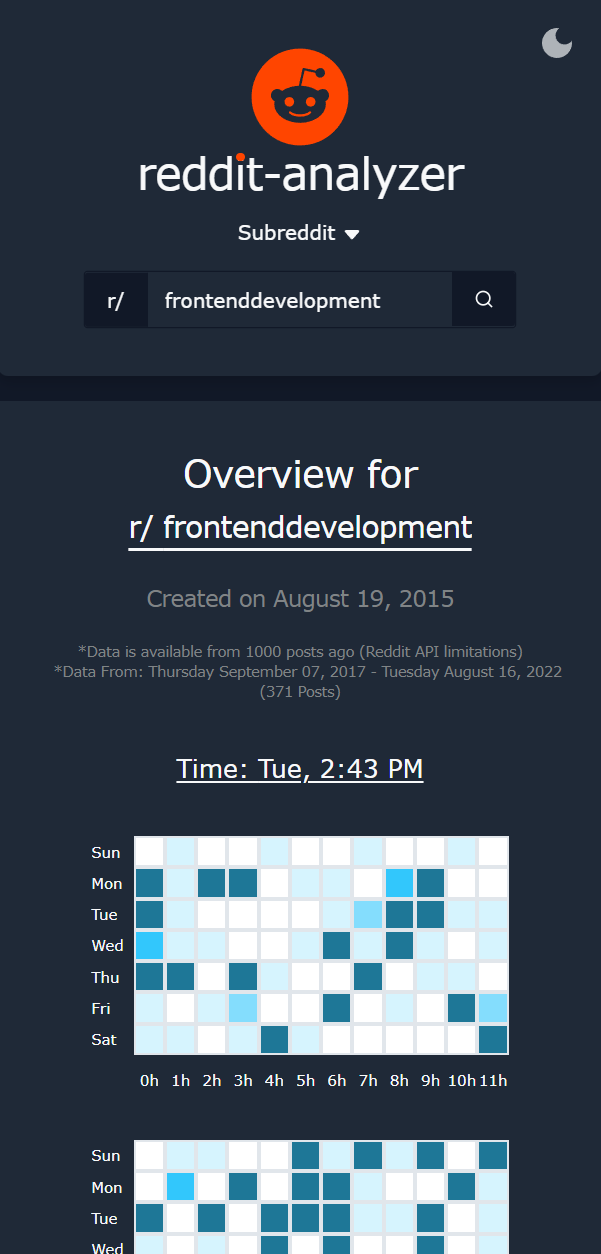 reddit-analyzer
Subreddit
r/ frontenddevelopment
Overview for
r/ frontenddevelopment
Created on August 19, 2015
*Data is available from 1000 posts ago (Reddit API limitations)
*Data From: Thursday September 07, 2017 - Tuesday August 16, 2022
(371 Posts)
Time: Tue, 2:43 PM
Sun
Mon
Tue
Wed
Thu
Fri
Sat
0h 1h 2h 3h 4h 5h 6h 7h 8h 9h 10h 11h
Sun
Mon
Tue
Wed